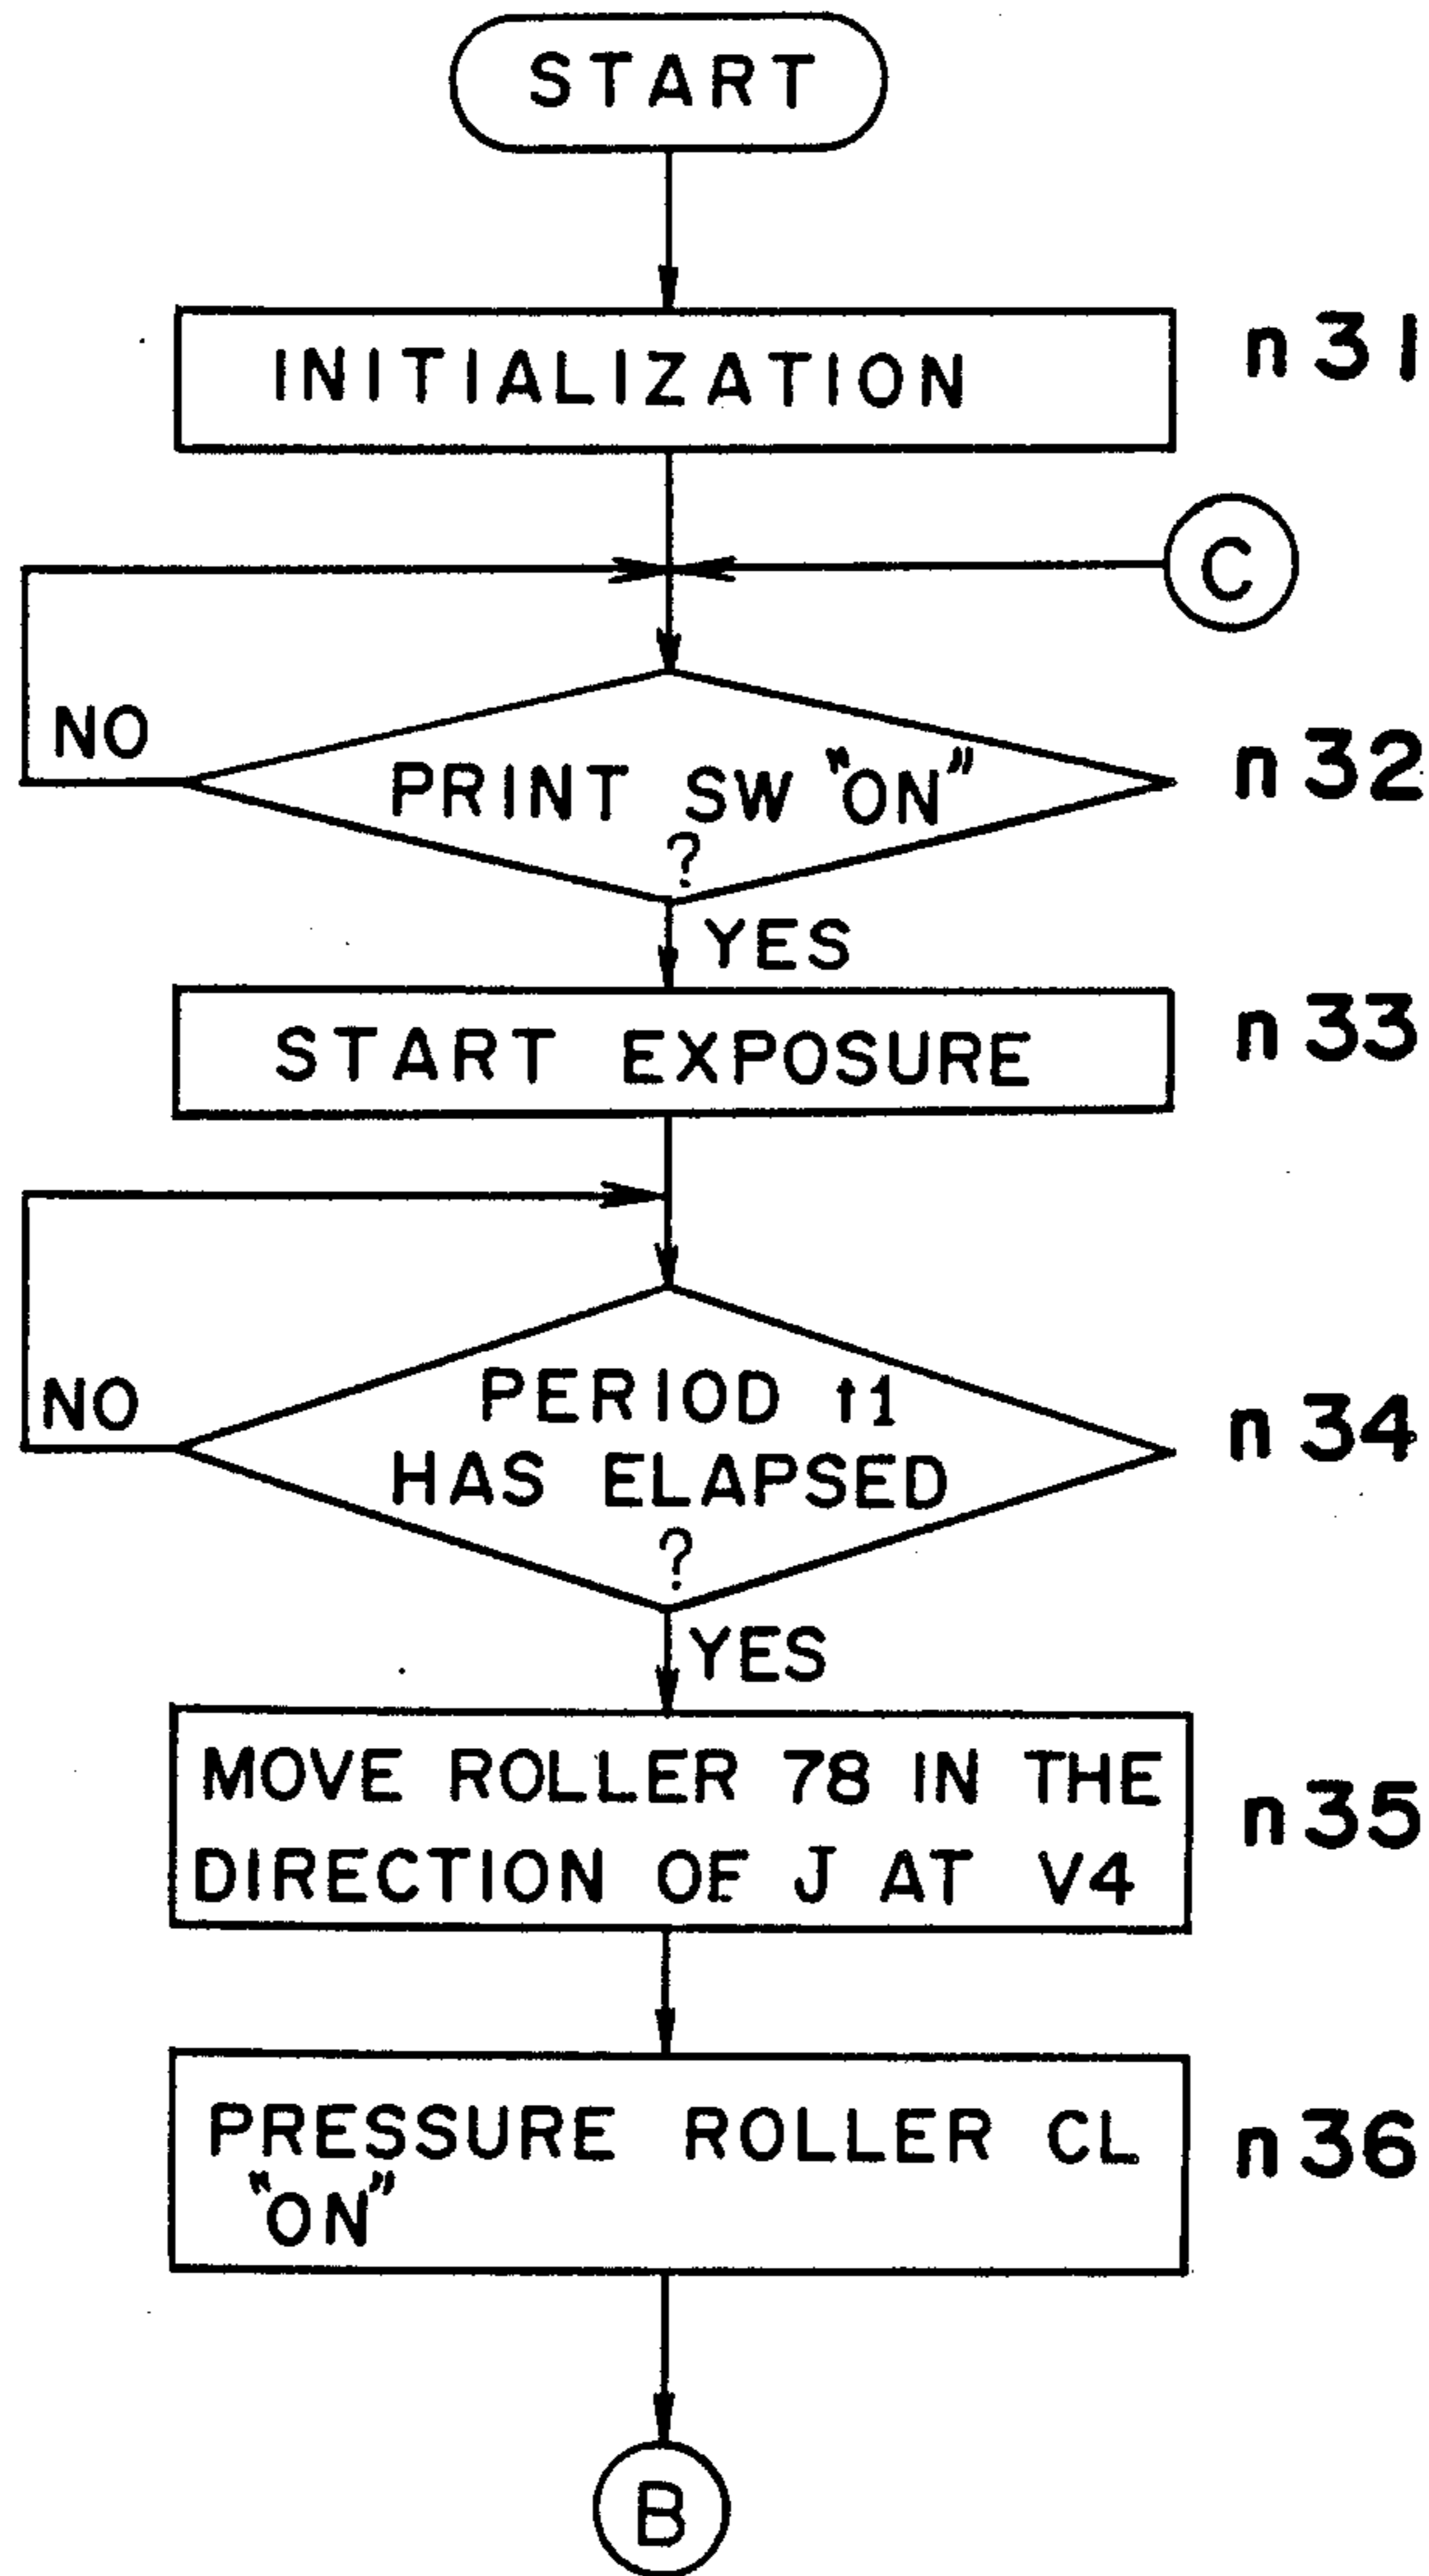 START
INITIALIZATION
n31
C
NO
PRINT SW "ON"
?
n32
YES
START EXPOSURE
n33
NO
PERIOD t1
HAS ELAPSED
?
n34
YES
MOVE ROLLER 78 IN THE
DIRECTION OF J AT V4
n35
PRESSURE ROLLER CL
"ON"
n36
B